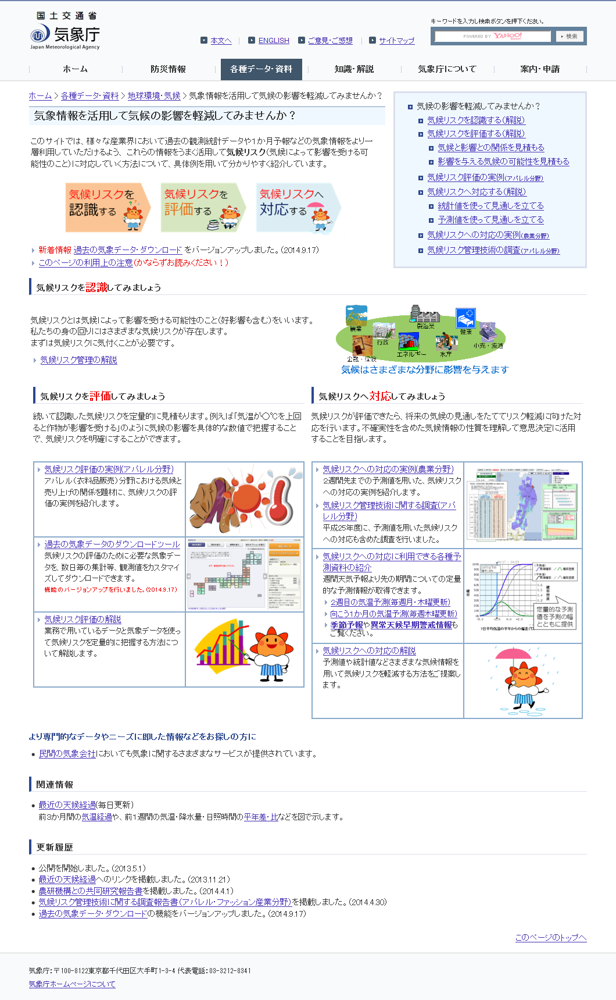 国土交通省
気象庁
Japan Meteorological Agency
本文へ
ENGLISH
ご意見・ご感想
サイトマップ
キーワードを入力し検索ボタンを押下ください。
POWERED BY YAHOO! JAPAN
検索
ホーム
防災情報
各種データ・資料
知識・解説
気象庁について
案内・申請
ホーム > 各種データ・資料 > 地球環境・気候 > 気象情報を活用して気候の影響を軽減してみませんか？
気象情報を活用して気候の影響を軽減してみませんか？
このサイトでは、様々な産業界において過去の観測統計データや1か月予報などの気象情報をより一
層利用していただけるよう、これらの情報をうまく活用して気候リスク(気候によって影響を受ける可
能性のこと)に対応していく方法について、具体例を用いて分かりやすく紹介しています。
気候リスクを
認識する
気候リスクを
評価する
気候リスクへ
対応する
新着情報 過去の気象データ・ダウンロード をバージョンアップしました。(2014.9.17)
このページの利用上の注意(かならずお読みください！)
気候の影響を軽減してみませんか？
気候リスクを認識する(解説)
気候リスクを評価する(解説)
気候と影響との関係を見積もる
影響を与える気候の可能性を見積もる
気候リスク評価の実例(アパレル分野)
気候リスクへ対応する(解説)
統計値を使って見通しを立てる
予測値を使って見通しを立てる
気候リスクへの対応の実例(農業分野)
気候リスク管理技術の調査(アパレル分野)
気候リスクを認識してみましょう
気候リスクとは気候によって影響を受ける可能性のこと(好影響も含む)をいいます。
私たちの身の回りにはさまざまな気候リスクが存在します。
まずは気候リスクに気付くことが必要です。
気候リスク管理の解説
農業
製造業
健康
行政
小売・流通
エネルギー
水産
金融・保険
気候はさまざまな分野に影響を与えます
気候リスクを評価してみましょう
続いて認識した気候リスクを定量的に見積もります。例えば「気温が〇℃を上回
ると作物が影響を受ける」のように気候の影響を具体的な数値で把握すること
で、気候リスクを明確にすることができます。
気候リスク評価の実例(アパレル分野)
アパレル(衣料品販売)分野における気候と
売り上げの関係を題材に、気候リスクの評
価の実例を紹介します。
過去の気象データのダウンロードツール
気候リスクの評価のために必要な気象デー
タを、数日毎の集計等、観測値をカスタマイ
ズしてダウンロードできます。
機能のバージョンアップを行いました。(2014.9.17)
気候リスク評価の解説
業務で用いているデータと気象データを使っ
て気候リスクを定量的に把握する方法につ
いて解説します。
気候リスクへ対応してみましょう
気候リスクが評価できたら、将来の気候の見通しをたててリスク軽減に向けた対
応を行います。不確実性を含めた気候情報の性質を理解して意思決定に活用
することを目指します。
気候リスクへの対応の実例(農業分野)
2週間先までの予測値を用いた、気候リスク
への対応の実例を紹介します。
気候リスク管理技術に関する調査(アパ
レル分野)
平成25年度に、予測値を用いた気候リスク
への対応も含めた調査を行いました。
気候リスクへの対応に利用できる各種予
測資料の紹介
週間天気予報より先の期間についての定量
的な予測情報が取得できます。
2週目の気温予測(毎週月・木曜更新)
向こう1か月の気温予測(毎週木曜更新)
季節予報や異常天候早期警戒情報も
ご覧ください。
定量的な予測
値を予測の幅
とともに提供
7日平均気温の平年からの偏差(℃)
気候リスクへの対応の解説
予測値や統計値などさまざまな気候情報を
用いて気候リスクを軽減する方法をご提案し
ます。
より専門的なデータやニーズに即した情報などをお探しの方に
民間の気象会社においても気象に関するさまざまなサービスが提供されています。
関連情報
最近の天候経過(毎日更新)
前3か月間の気温経過や、前1週間の気温・降水量・日照時間の平年差・比などを図で示します。
更新履歴
公開を開始しました。(2013.5.1)
最近の天候経過へのリンクを掲載しました。(2013.11.21)
農研機構との共同研究報告書を掲載しました。(2014.4.1)
気候リスク管理技術に関する調査報告書(アパレル・ファッション産業分野)を掲載しました。(2014.4.30)
過去の気象データ・ダウンロードの機能をバージョンアップしました。(2014.9.17)
このページのトップへ
気象庁：〒100-8122東京都千代田区大手町1-3-4 代表電話：03-3212-8341
気象庁ホームページについて